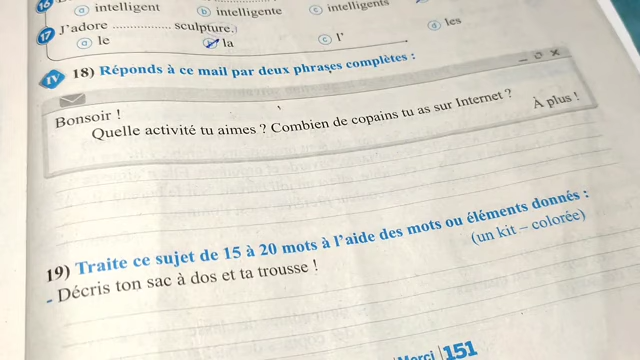 16 a intelligent b intelligente c intelligents
17 J'adore ................. sculpture.
a le b la c l' d les
IV 18) Réponds à ce mail par deux phrases complètes :
Bonsoir !
Quelle activité tu aimes ? Combien de copains tu as sur Internet ?
À plus !
19) Traite ce sujet de 15 à 20 mots à l'aide des mots ou éléments donnés :
(un kit – colorée)
- Décris ton sac à dos et ta trousse !
Merci 151